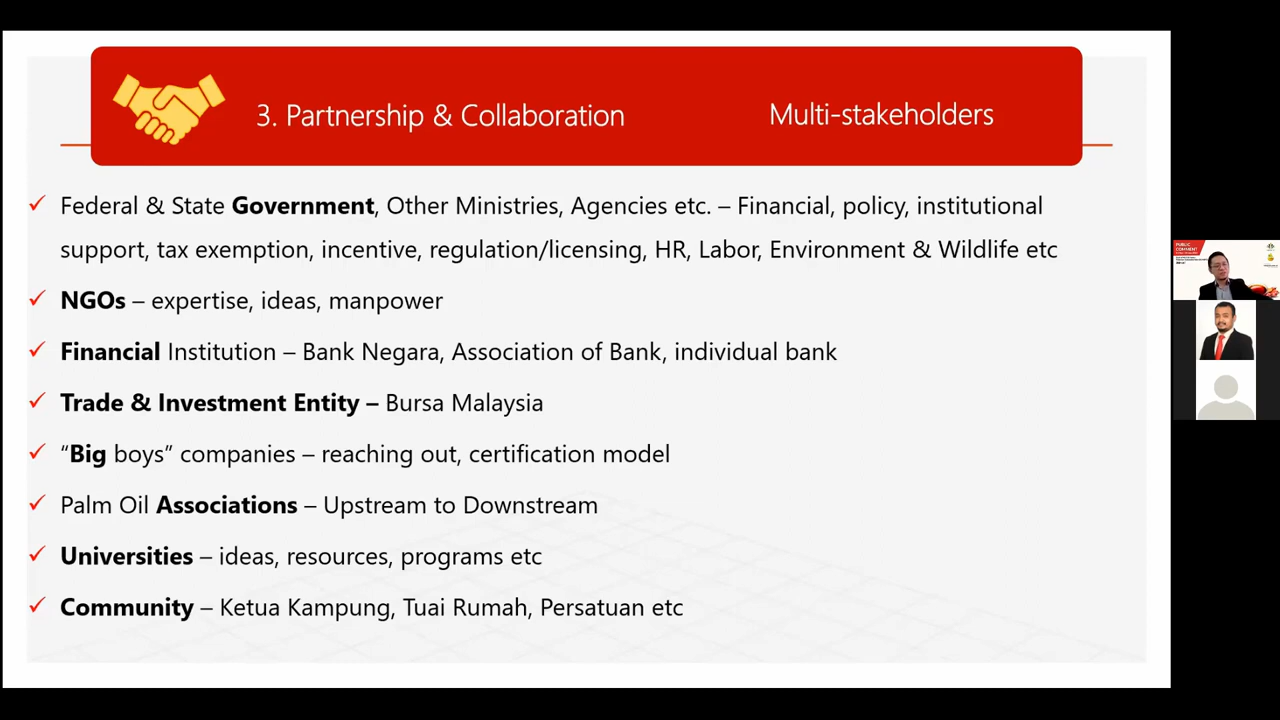 3. Partnership & Collaboration
Multi-stakeholders
Federal & State Government, Other Ministries, Agencies etc. – Financial, policy, institutional
support, tax exemption, incentive, regulation/licensing, HR, Labor, Environment & Wildlife etc
NGOs – expertise, ideas, manpower
Financial Institution – Bank Negara, Association of Bank, individual bank
Trade & Investment Entity – Bursa Malaysia
“Big boys” companies – reaching out, certification model
Palm Oil Associations – Upstream to Downstream
Universities – ideas, resources, programs etc
Community – Ketua Kampung, Tuai Rumah, Persatuan etc
PUBLIC
COMMENT